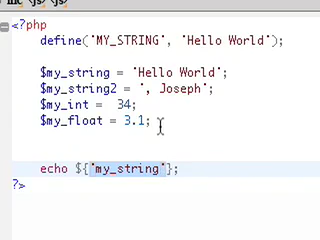 <?php
define('MY_STRING', 'Hello World');
$my_string = 'Hello World';
$my_string2 = ', Joseph';
$my_int =  34;
$my_float = 3.1;
echo ${'my_string'};
?>